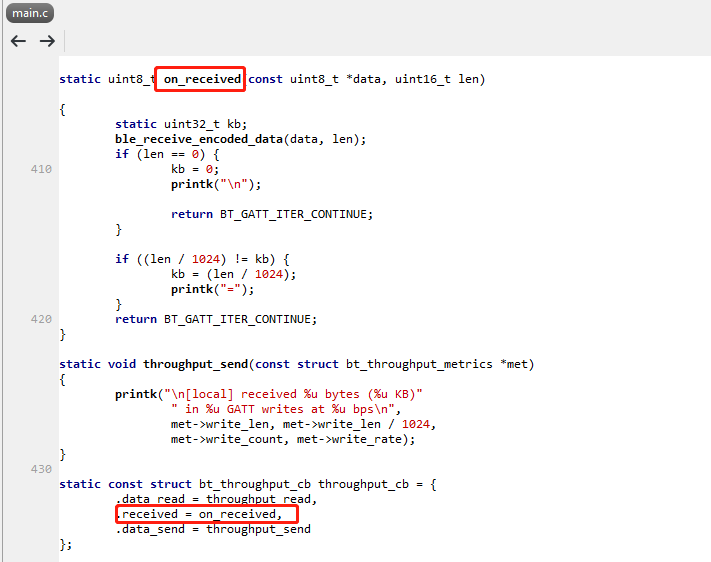 main.c
static uint8_t on_received(const uint8_t *data, uint16_t len)
{
static uint32_t kb;
ble_receive_encoded_data(data, len);
410 if (len == 0) {
kb = 0;
printk("\n");
return BT_GATT_ITER_CONTINUE;
}
if ((len / 1024) != kb) {
kb = (len / 1024);
printk("=");
}
420 return BT_GATT_ITER_CONTINUE;
}
static void throughput_send(const struct bt_throughput_metrics *met)
{
printk("\n[local] received %u bytes (%u KB)"
" in %u GATT writes at %u bps\n",
met->write_len, met->write_len / 1024,
met->write_count, met->write_rate);
}
430
static const struct bt_throughput_cb throughput_cb = {
.data_read = throughput_read,
.received = on_received,
.data_send = throughput_send
};